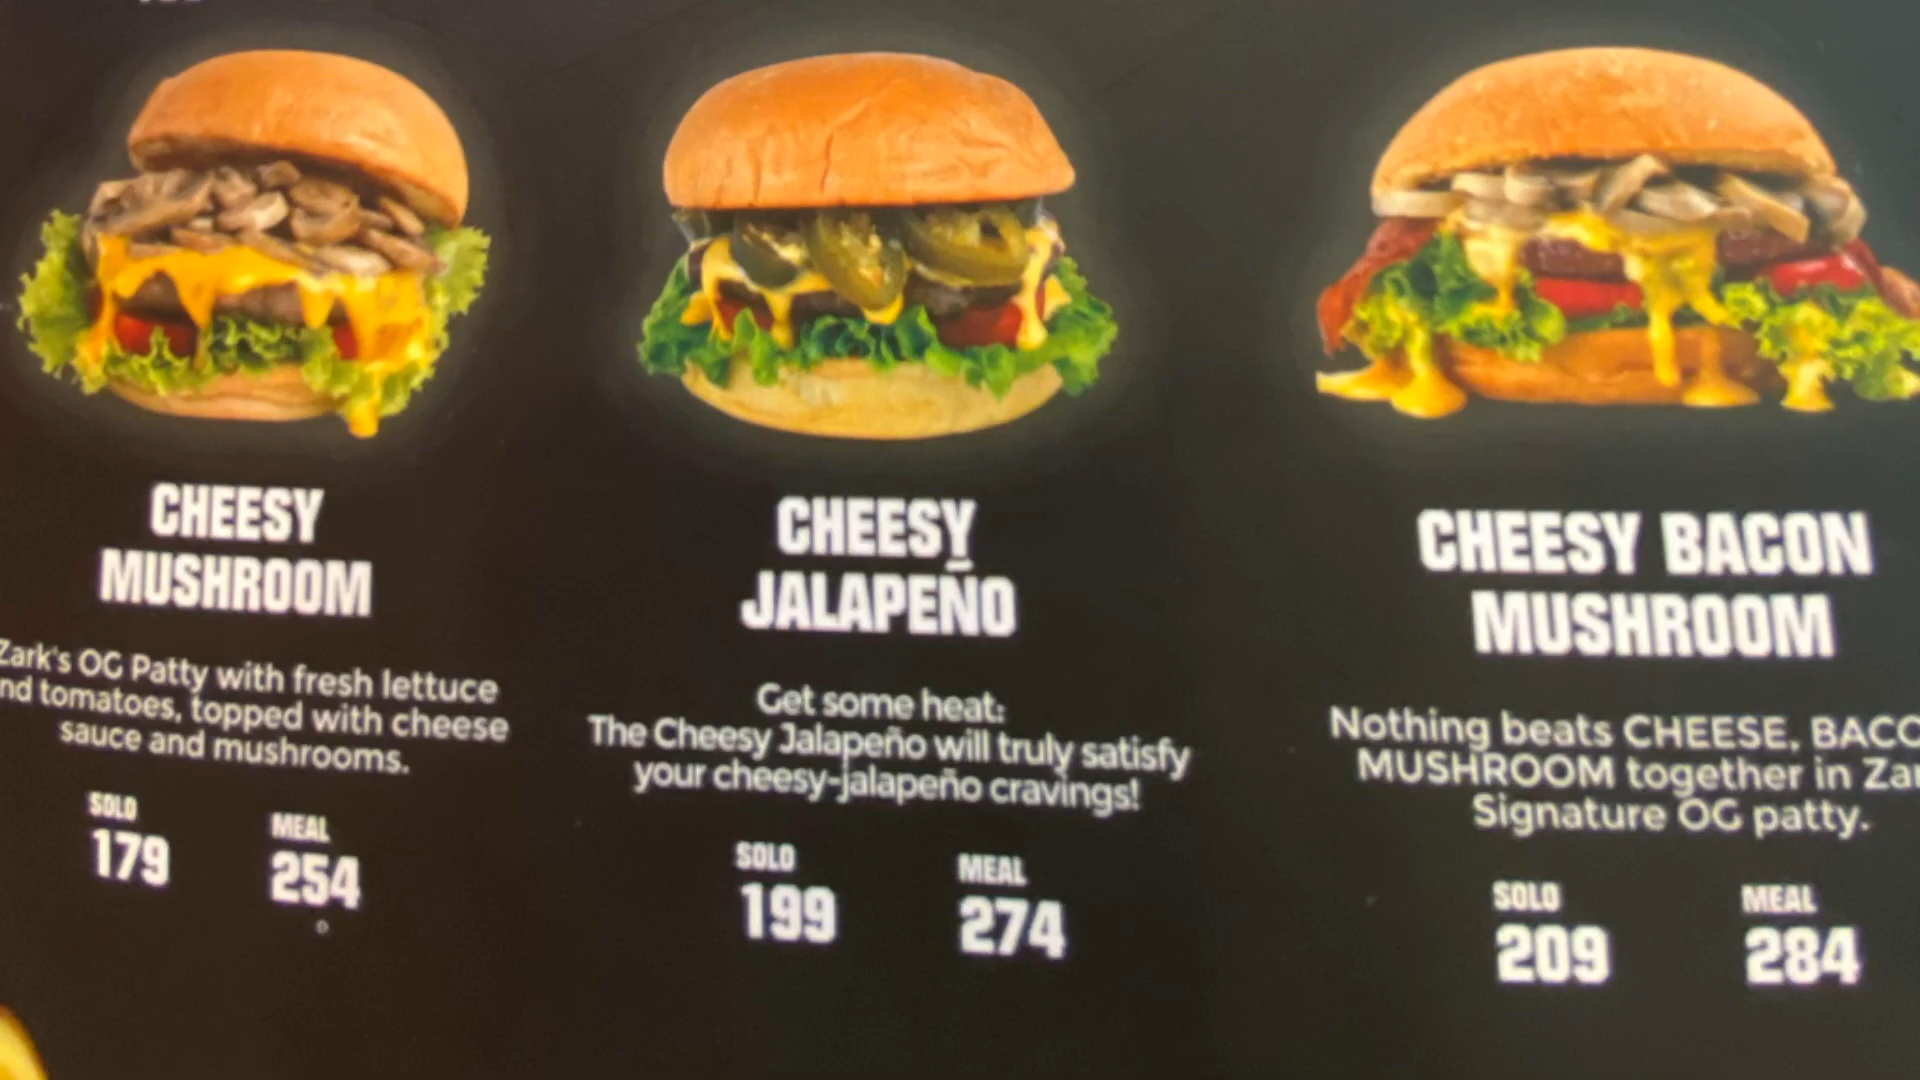 CHEESY
MUSHROOM
Zark's OG Patty with fresh lettuce
nd tomatoes, topped with cheese
sauce and mushrooms.
SOLO
179
MEAL
254
CHEESY
JALAPEÑO
Get some heat:
The Cheesy Jalapeño will truly satisfy
your cheesy-jalapeño cravings!
SOLO
199
MEAL
274
CHEESY BACON
MUSHROOM
Nothing beats CHEESE, BACO
MUSHROOM together in Zar
Signature OG patty.
SOLO
209
MEAL
284